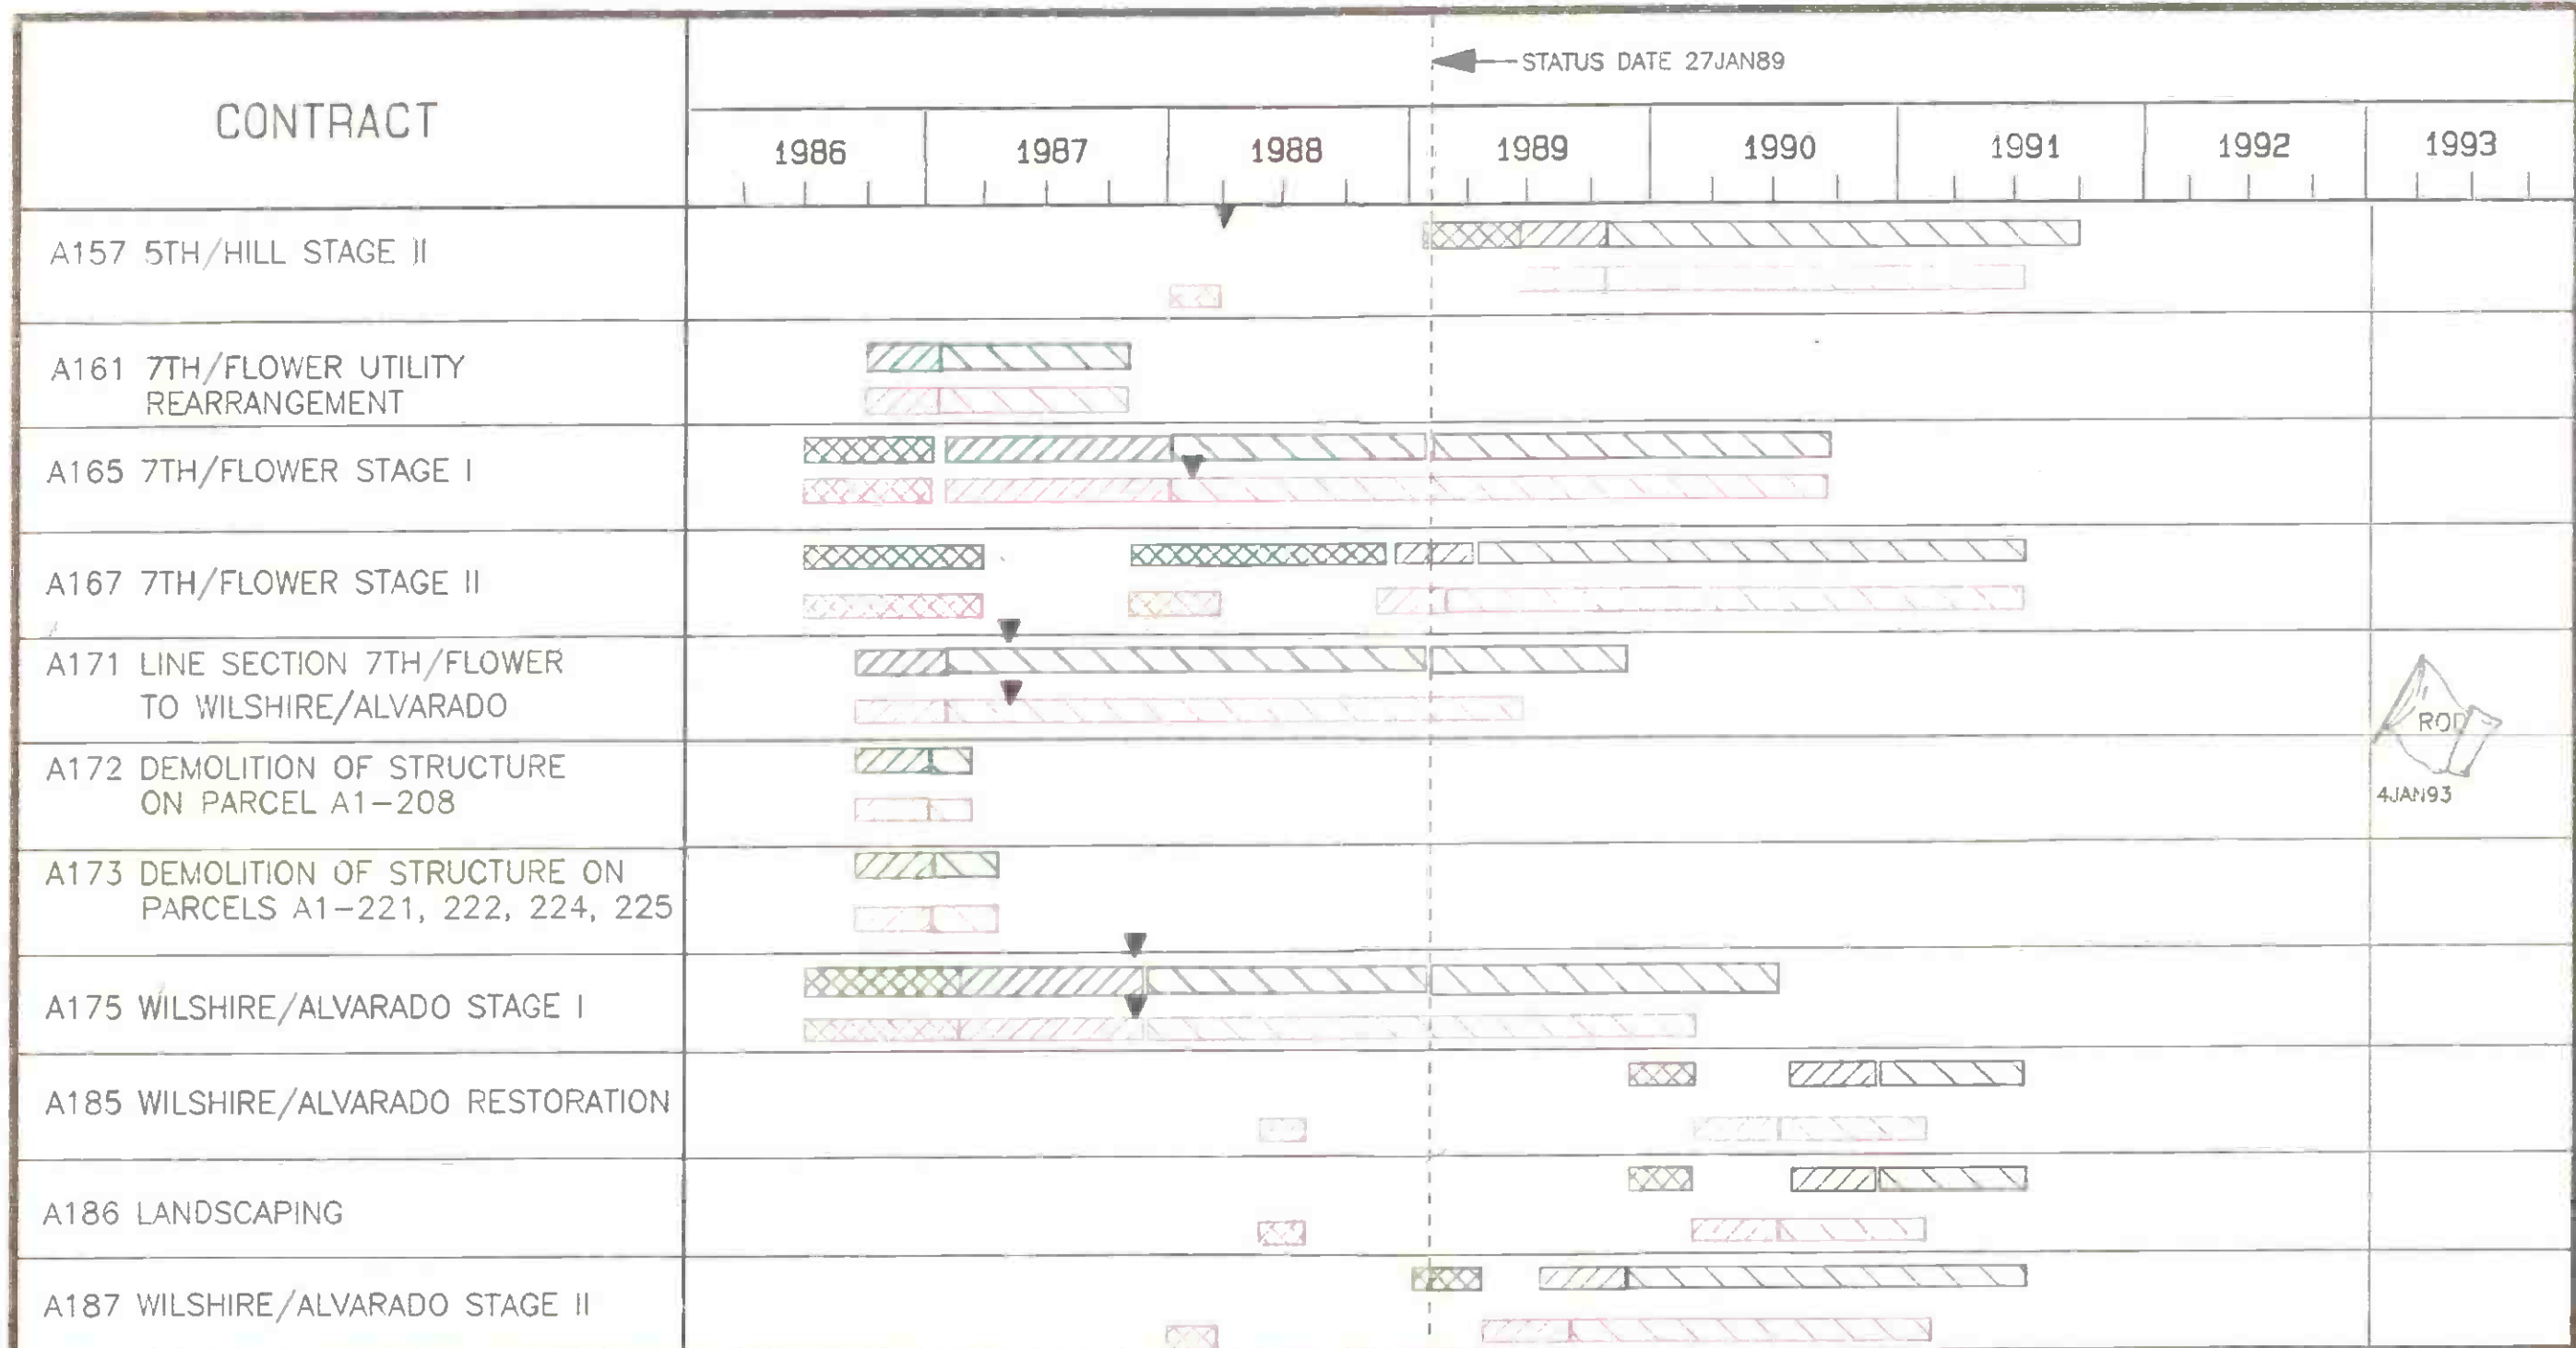 STATUS DATE 27JAN89
CONTRACT
1986 1987 1988 1989 1990 1991 1992 1993
A157 5TH/HILL STAGE II
A161 7TH/FLOWER UTILITY
REARRANGEMENT
A165 7TH/FLOWER STAGE I
A167 7TH/FLOWER STAGE II
A171 LINE SECTION 7TH/FLOWER
TO WILSHIRE/ALVARADO
ROD
A172 DEMOLITION OF STRUCTURE
ON PARCEL A1-208
4JAN93
A173 DEMOLITION OF STRUCTURE ON
PARCELS A1-221, 222, 224, 225
A175 WILSHIRE/ALVARADO STAGE I
A185 WILSHIRE/ALVARADO RESTORATION
A186 LANDSCAPING
A187 WILSHIRE/ALVARADO STAGE II